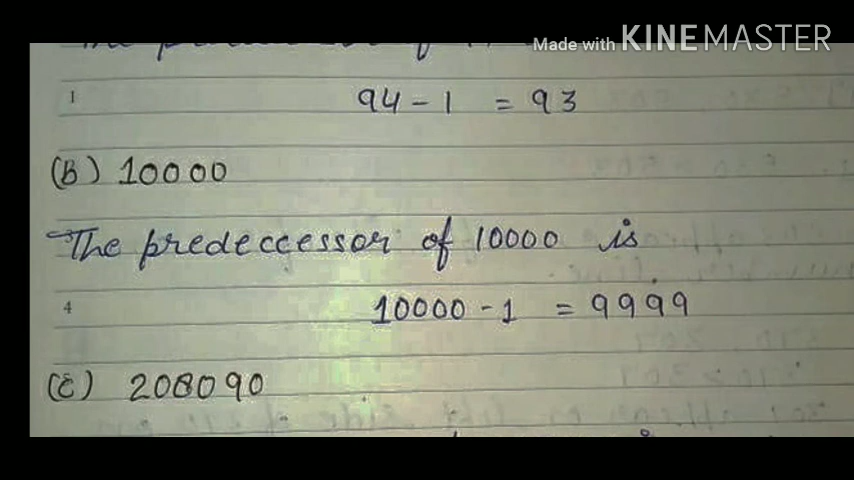 Made with KINEMASTER
1 94 - 1 = 93
(B) 10000
The predeccessor of 10000 is
4 10000 - 1 = 9999
(C) 208090